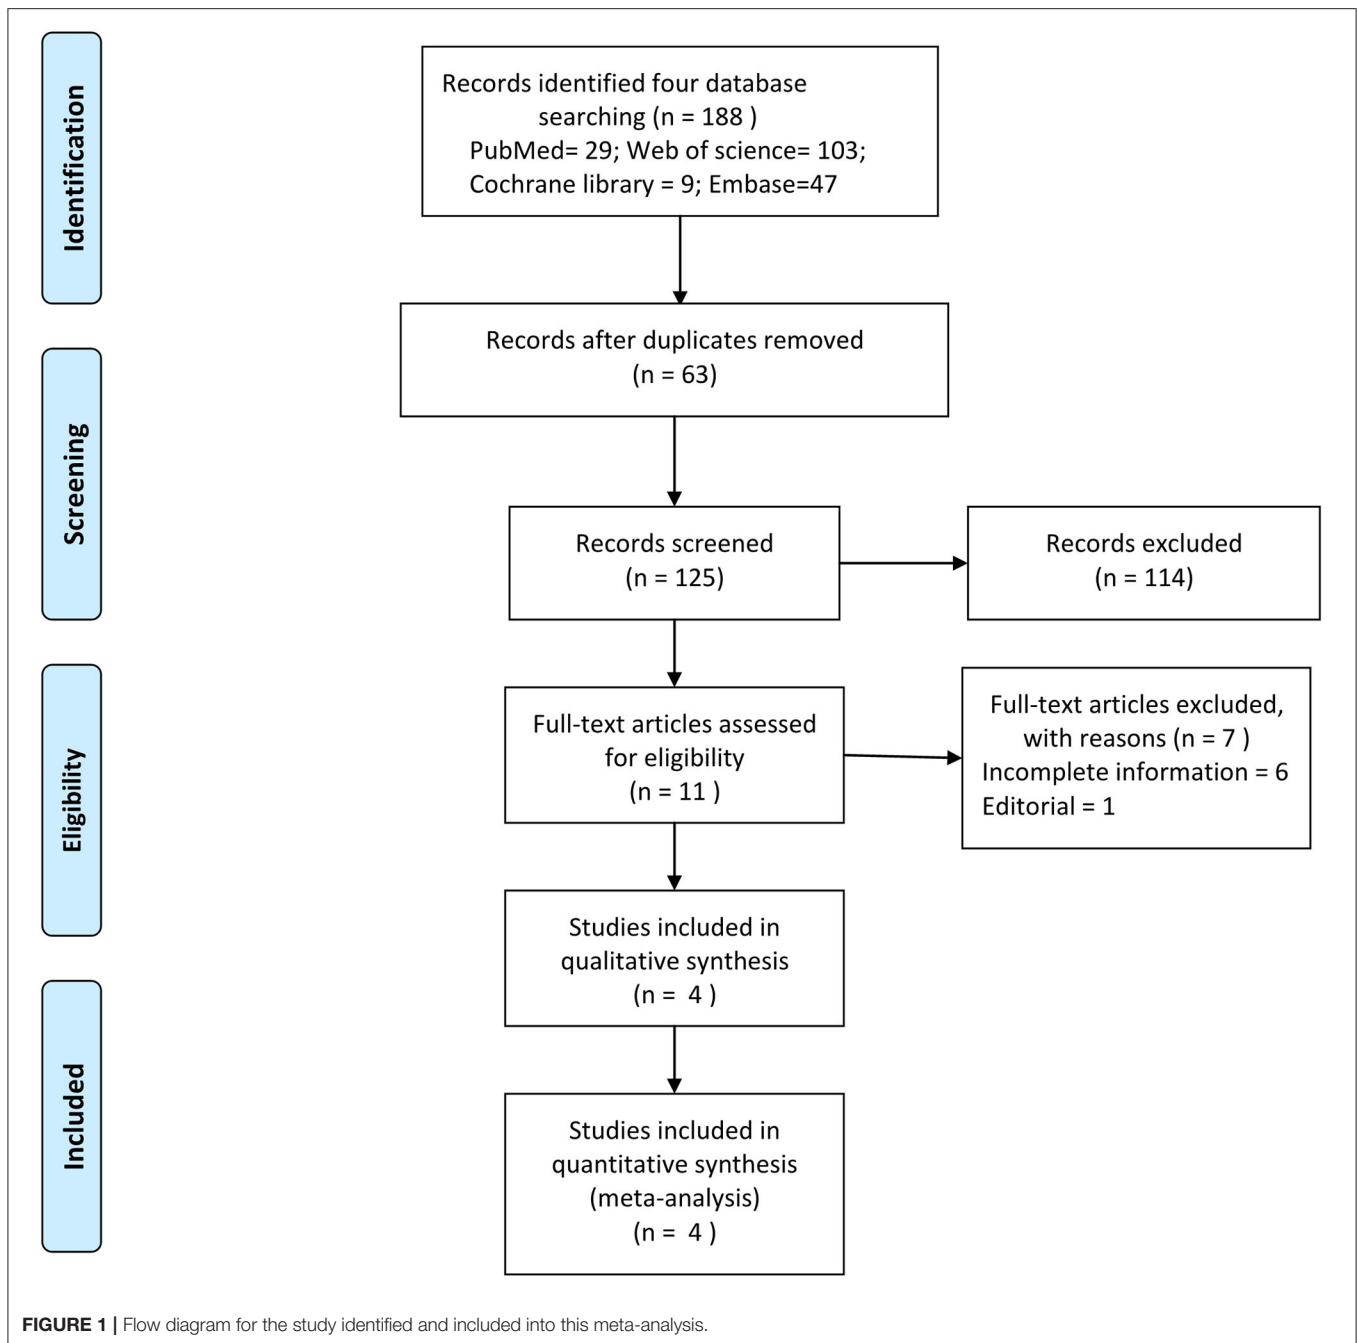 Identification
Records identified four database
searching (n = 188 )
PubMed= 29; Web of science= 103;
Cochrane library = 9; Embase=47
Records after duplicates removed
(n = 63)
Screening
Records screened
(n = 125)
Records excluded
(n = 114)
Eligibility
Full-text articles assessed
for eligibility
(n = 11 )
Full-text articles excluded,
with reasons (n = 7 )
Incomplete information = 6
Editorial = 1
Studies included in
qualitative synthesis
(n =  4 )
Included
Studies included in
quantitative synthesis
(meta-analysis)
(n =  4 )
FIGURE 1 | Flow diagram for the study identified and included into this meta-analysis.